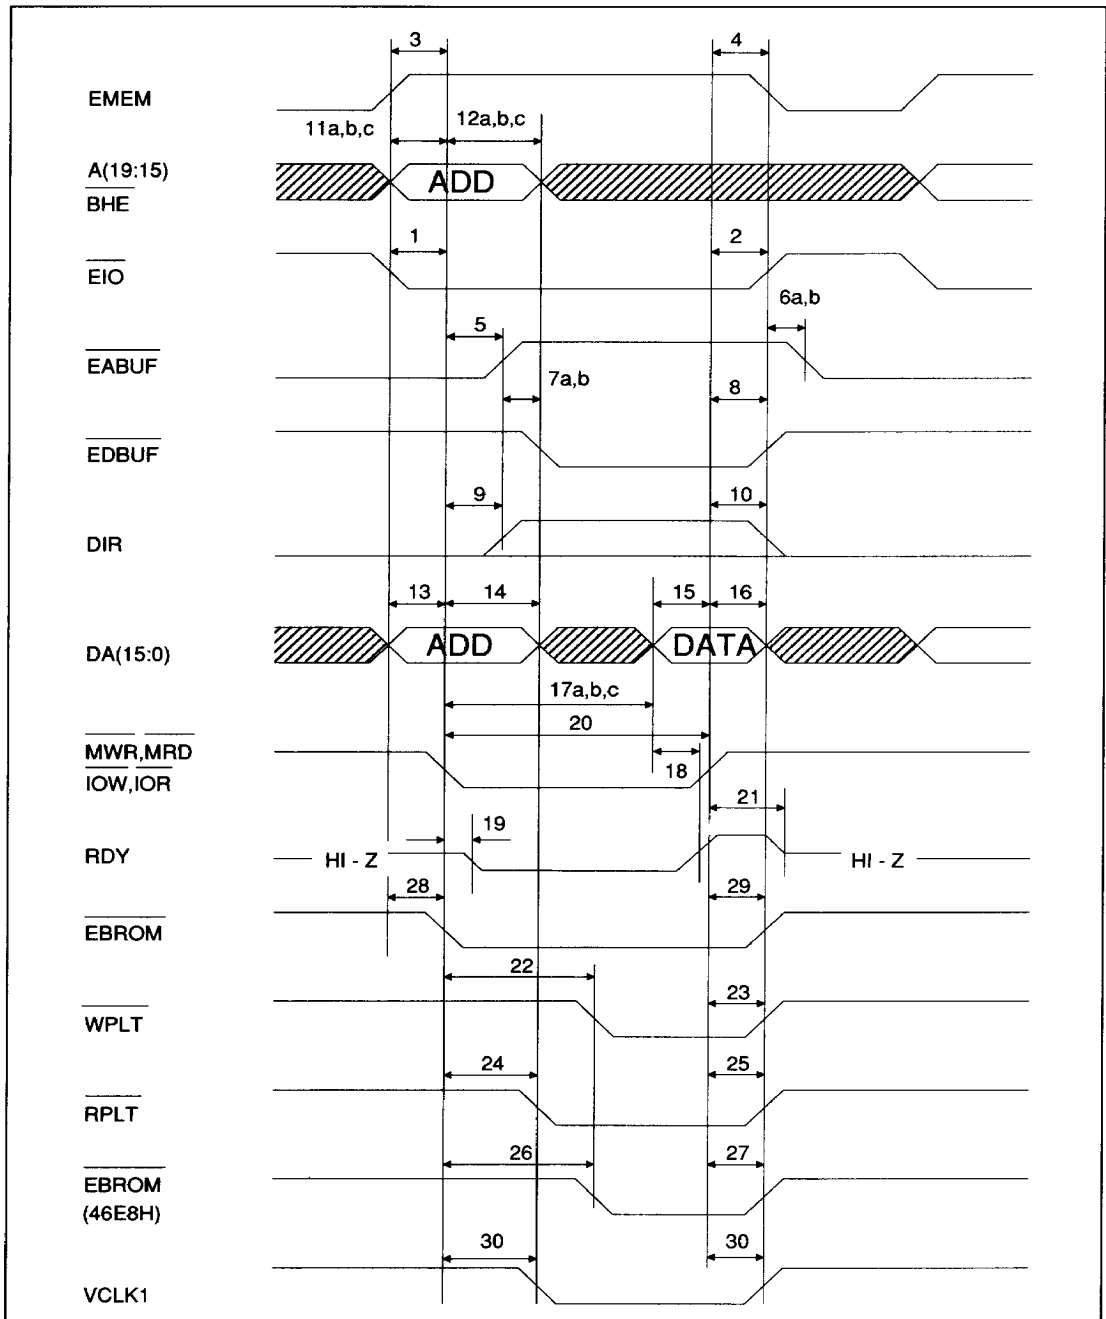 3 4
EMEM
11a,b,c 12a,b,c
A(19:15)
BHE
ADD
1 2
EIO
6a,b
5
EABUF
7a,b 8
EDBUF
9 10
DIR
13 14 15 16
DA(15:0)
ADD DATA
17a,b,c
20
MWR,MRD
IOW,IOR
18
21
19
RDY
HI - Z HI - Z
28 29
EBROM
22
23
WPLT
24 25
RPLT
26 27
EBROM
(46E8H)
30 30
VCLK1